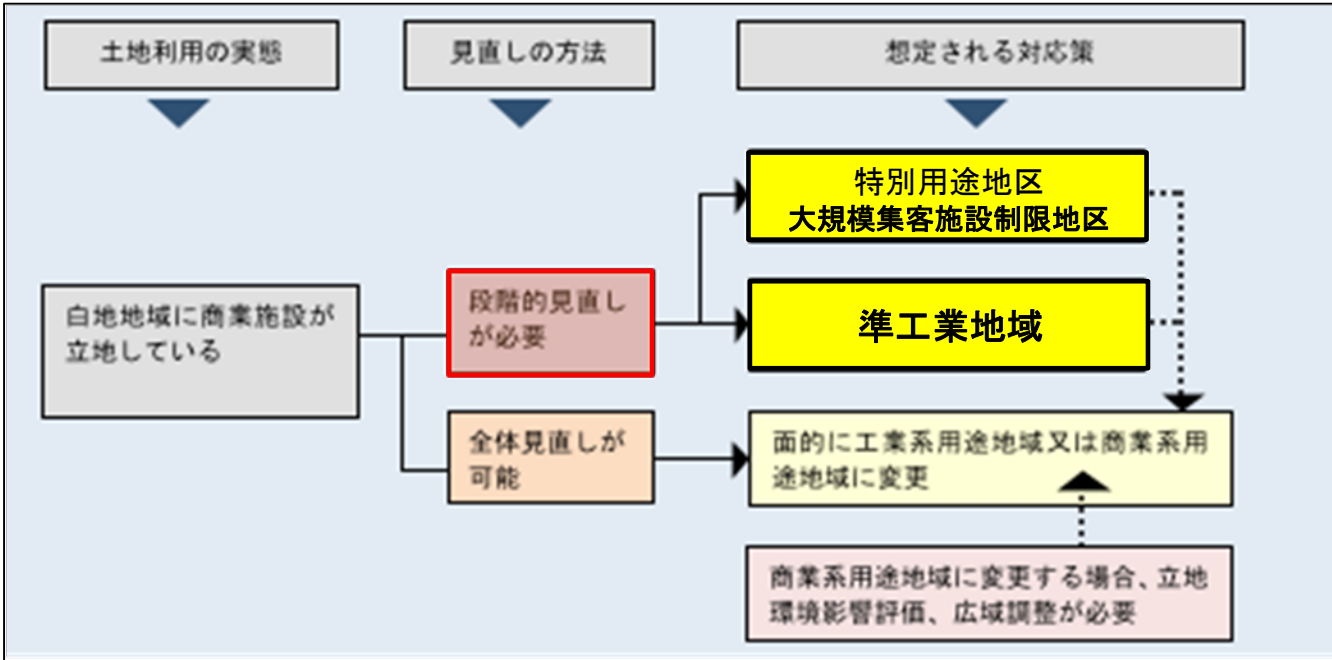 土地利用の実態
見直しの方法
想定される対応策
特別用途地区
大規模集客施設制限地区
白地地域に商業施設が
立地している
段階的見直し
が必要
準工業地域
全体見直しが
可能
面的に工業系用途地域又は商業系用
途地域に変更
商業系用途地域に変更する場合、立地
環境影響評価、広域調整が必要